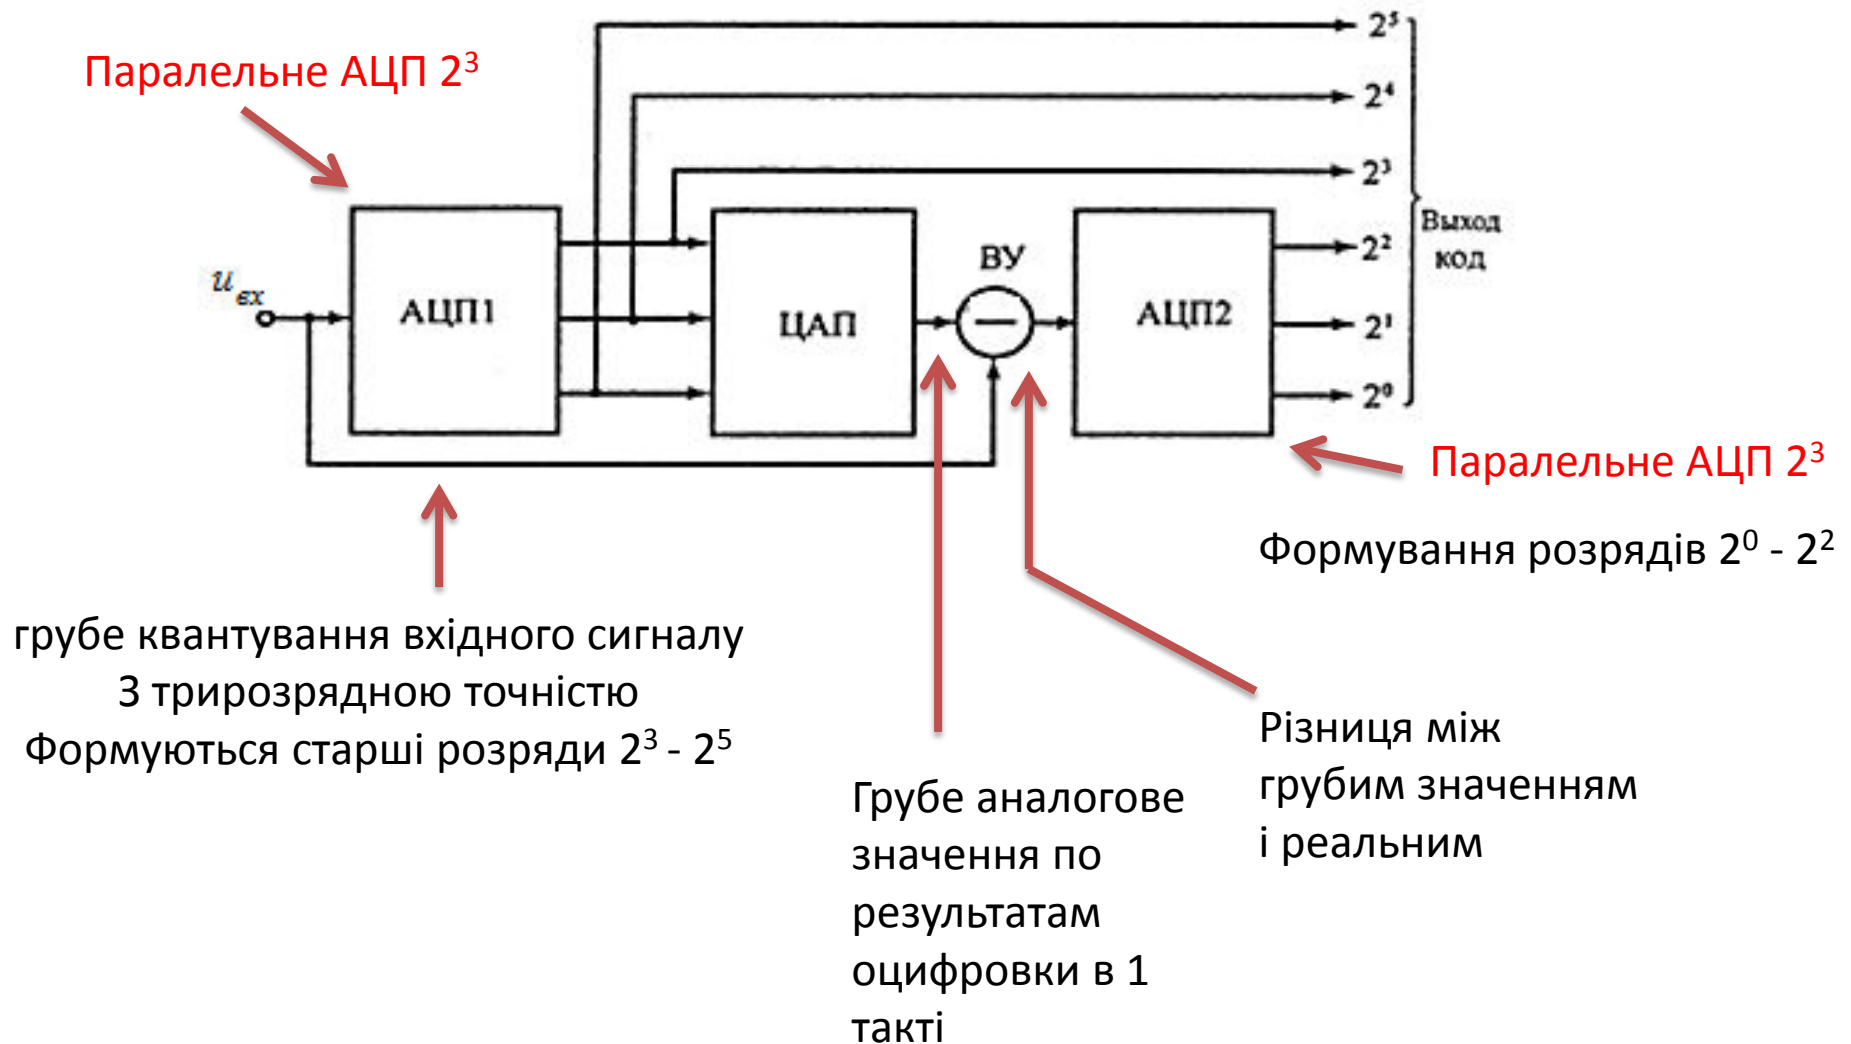 2⁵
Паралельне АЦП 2³
2⁴
2³
Выход
код
2²
ВУ
u вх
АЦП1
ЦАП
—
АЦП2
2¹
2⁰
Паралельне АЦП 2³
Формування розрядів 2⁰ - 2²
грубе квантування вхідного сигналу
З трирозрядною точністю
Формуються старші розряди 2³ - 2⁵
Різниця між
грубим значенням
і реальним
Грубе аналогове
значення по
результатам
оцифровки в 1
такті